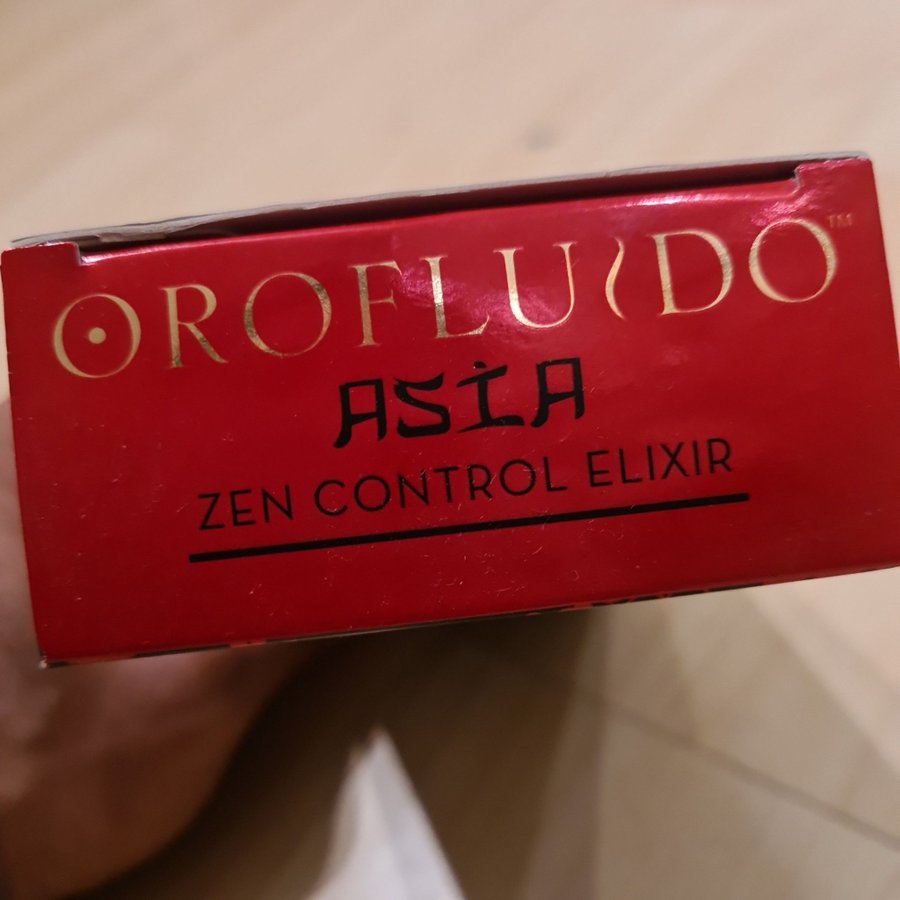 OROFLUIDO™
ASIA
ZEN CONTROL ELIXIR